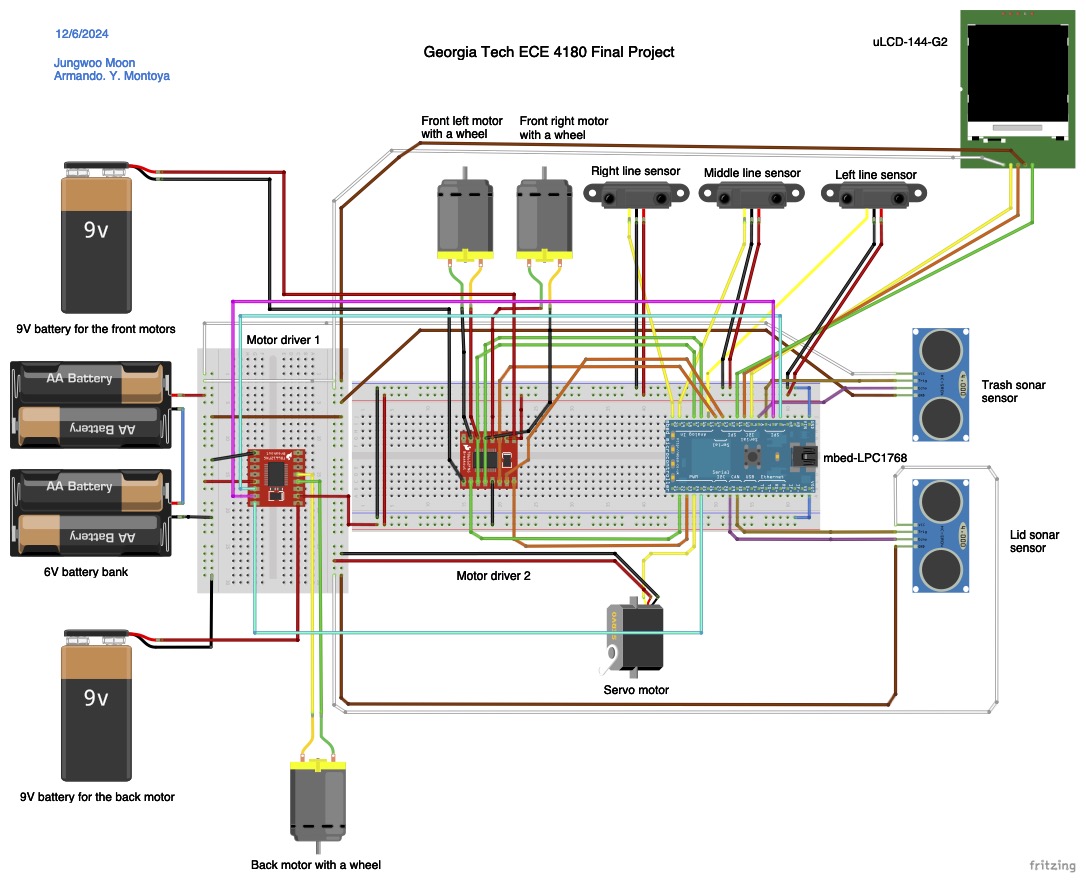 12/6/2024
Jungwoo Moon
Armando. Y. Montoya
Georgia Tech ECE 4180 Final Project
uLCD-144-G2
Front left motor
with a wheel
Front right motor
with a wheel
Right line sensor
Middle line sensor
Left line sensor
9v
9V battery for the front motors
Motor driver 1
AA Battery
AA Battery
Trash sonar
sensor
mbed-LPC1768
AA Battery
AA Battery
6V battery bank
Motor driver 2
Lid sonar
sensor
Servo motor
9v
9V battery for the back motor
Back motor with a wheel
fritzing